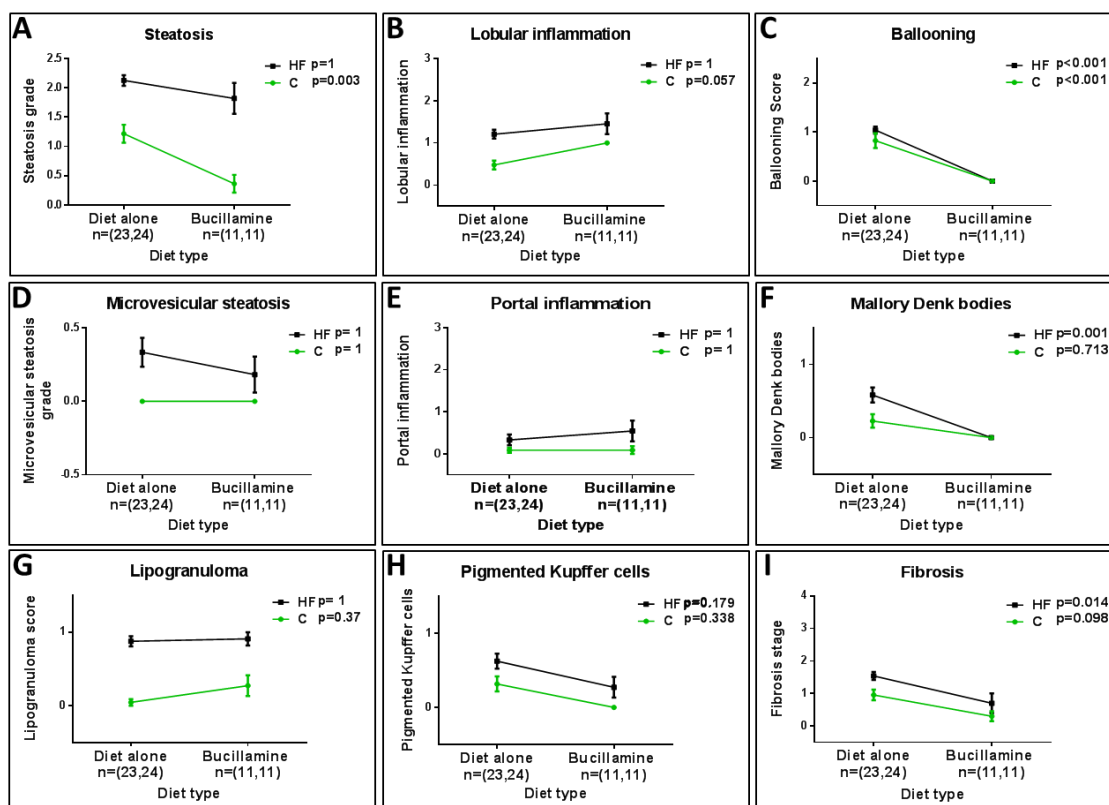 A
Steatosis
HF p=1
C p=0.003
Steatosis grade
2.5
2.0
1.5
1.0
0.5
0.0
Diet alone Bucillamine
n=(23,24) n=(11,11)
Diet type
B
Lobular inflammation
HF p= 1
C p=0.057
Lobular inflammation
3
2
1
0
Diet alone Bucillamine
n=(23,24) n=(11,11)
Diet type
C
Ballooning
HF p<0.001
C p<0.001
Ballooning Score
2
1
0
Diet alone Bucillamine
n=(23,24) n=(11,11)
Diet type
D
Microvesicular steatosis
HF p= 1
C p= 1
Microvesicular steatosis
grade
0.5
0.0
-0.5
Diet alone Bucillamine
n=(23,24) n=(11,11)
Diet type
E
Portal inflammation
HF p= 1
C p= 1
Portal inflammation
3
2
1
0
Diet alone Bucillamine
n=(23,24) n=(11,11)
Diet type
F
Mallory Denk bodies
HF p=0.001
C p=0.713
Mallory Denk bodies
1
0
Diet alone Bucillamine
n=(23,24) n=(11,11)
Diet type
G
Lipogranuloma
HF p= 1
C p=0.37
Lipogranuloma score
1
0
Diet alone Bucillamine
n=(23,24) n=(11,11)
Diet type
H
Pigmented Kupffer cells
HF p=0.179
C p=0.338
Pigmented Kupffer cells
1
0
Diet alone Bucillamine
n=(23,24) n=(11,11)
Diet type
I
Fibrosis
HF p=0.014
C p=0.098
Fibrosis stage
4
3
2
1
0
Diet alone Bucillamine
n=(23,24) n=(11,11)
Diet type